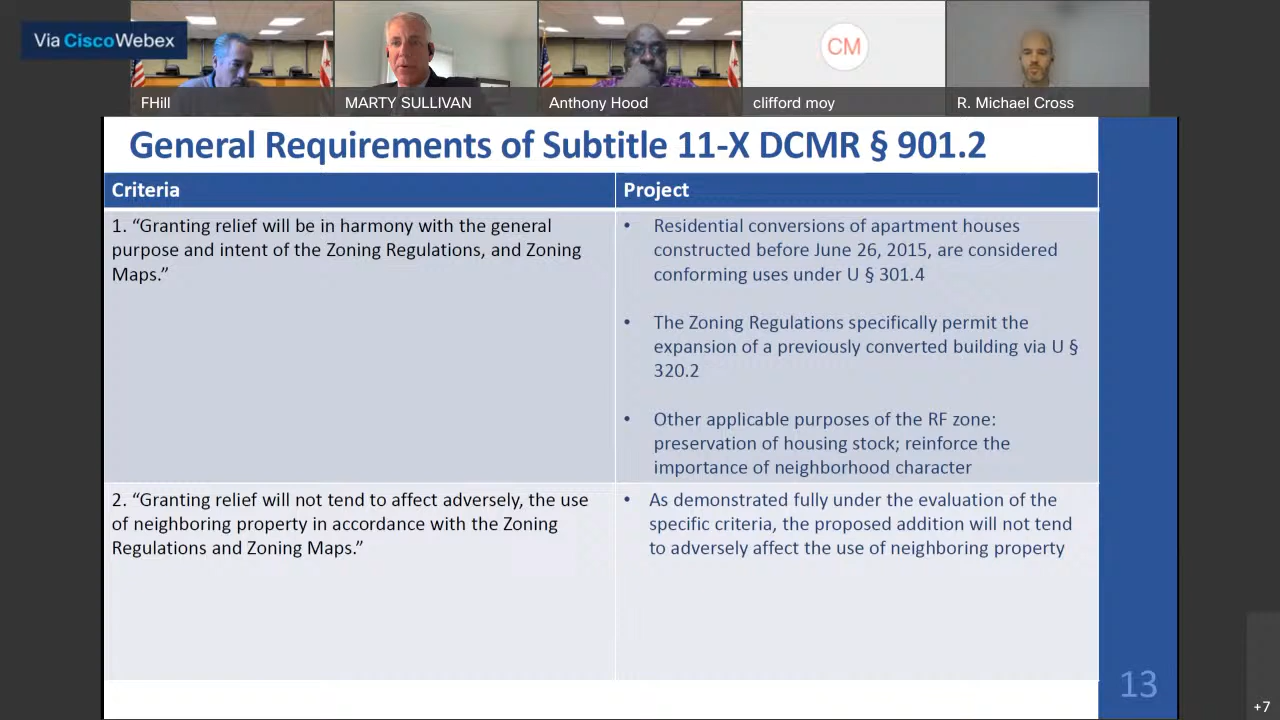 Via Cisco Webex
FHill
MARTY SULLIVAN
Anthony Hood
CM
clifford moy
R. Michael Cross
General Requirements of Subtitle 11-X DCMR § 901.2
Criteria
Project
1. “Granting relief will be in harmony with the general
purpose and intent of the Zoning Regulations, and Zoning
Maps.”
• Residential conversions of apartment houses
constructed before June 26, 2015, are considered
conforming uses under U § 301.4
• The Zoning Regulations specifically permit the
expansion of a previously converted building via U §
320.2
• Other applicable purposes of the RF zone:
preservation of housing stock; reinforce the
importance of neighborhood character
2. “Granting relief will not tend to affect adversely, the use
of neighboring property in accordance with the Zoning
Regulations and Zoning Maps.”
• As demonstrated fully under the evaluation of the
specific criteria, the proposed addition will not tend
to adversely affect the use of neighboring property
13
+7